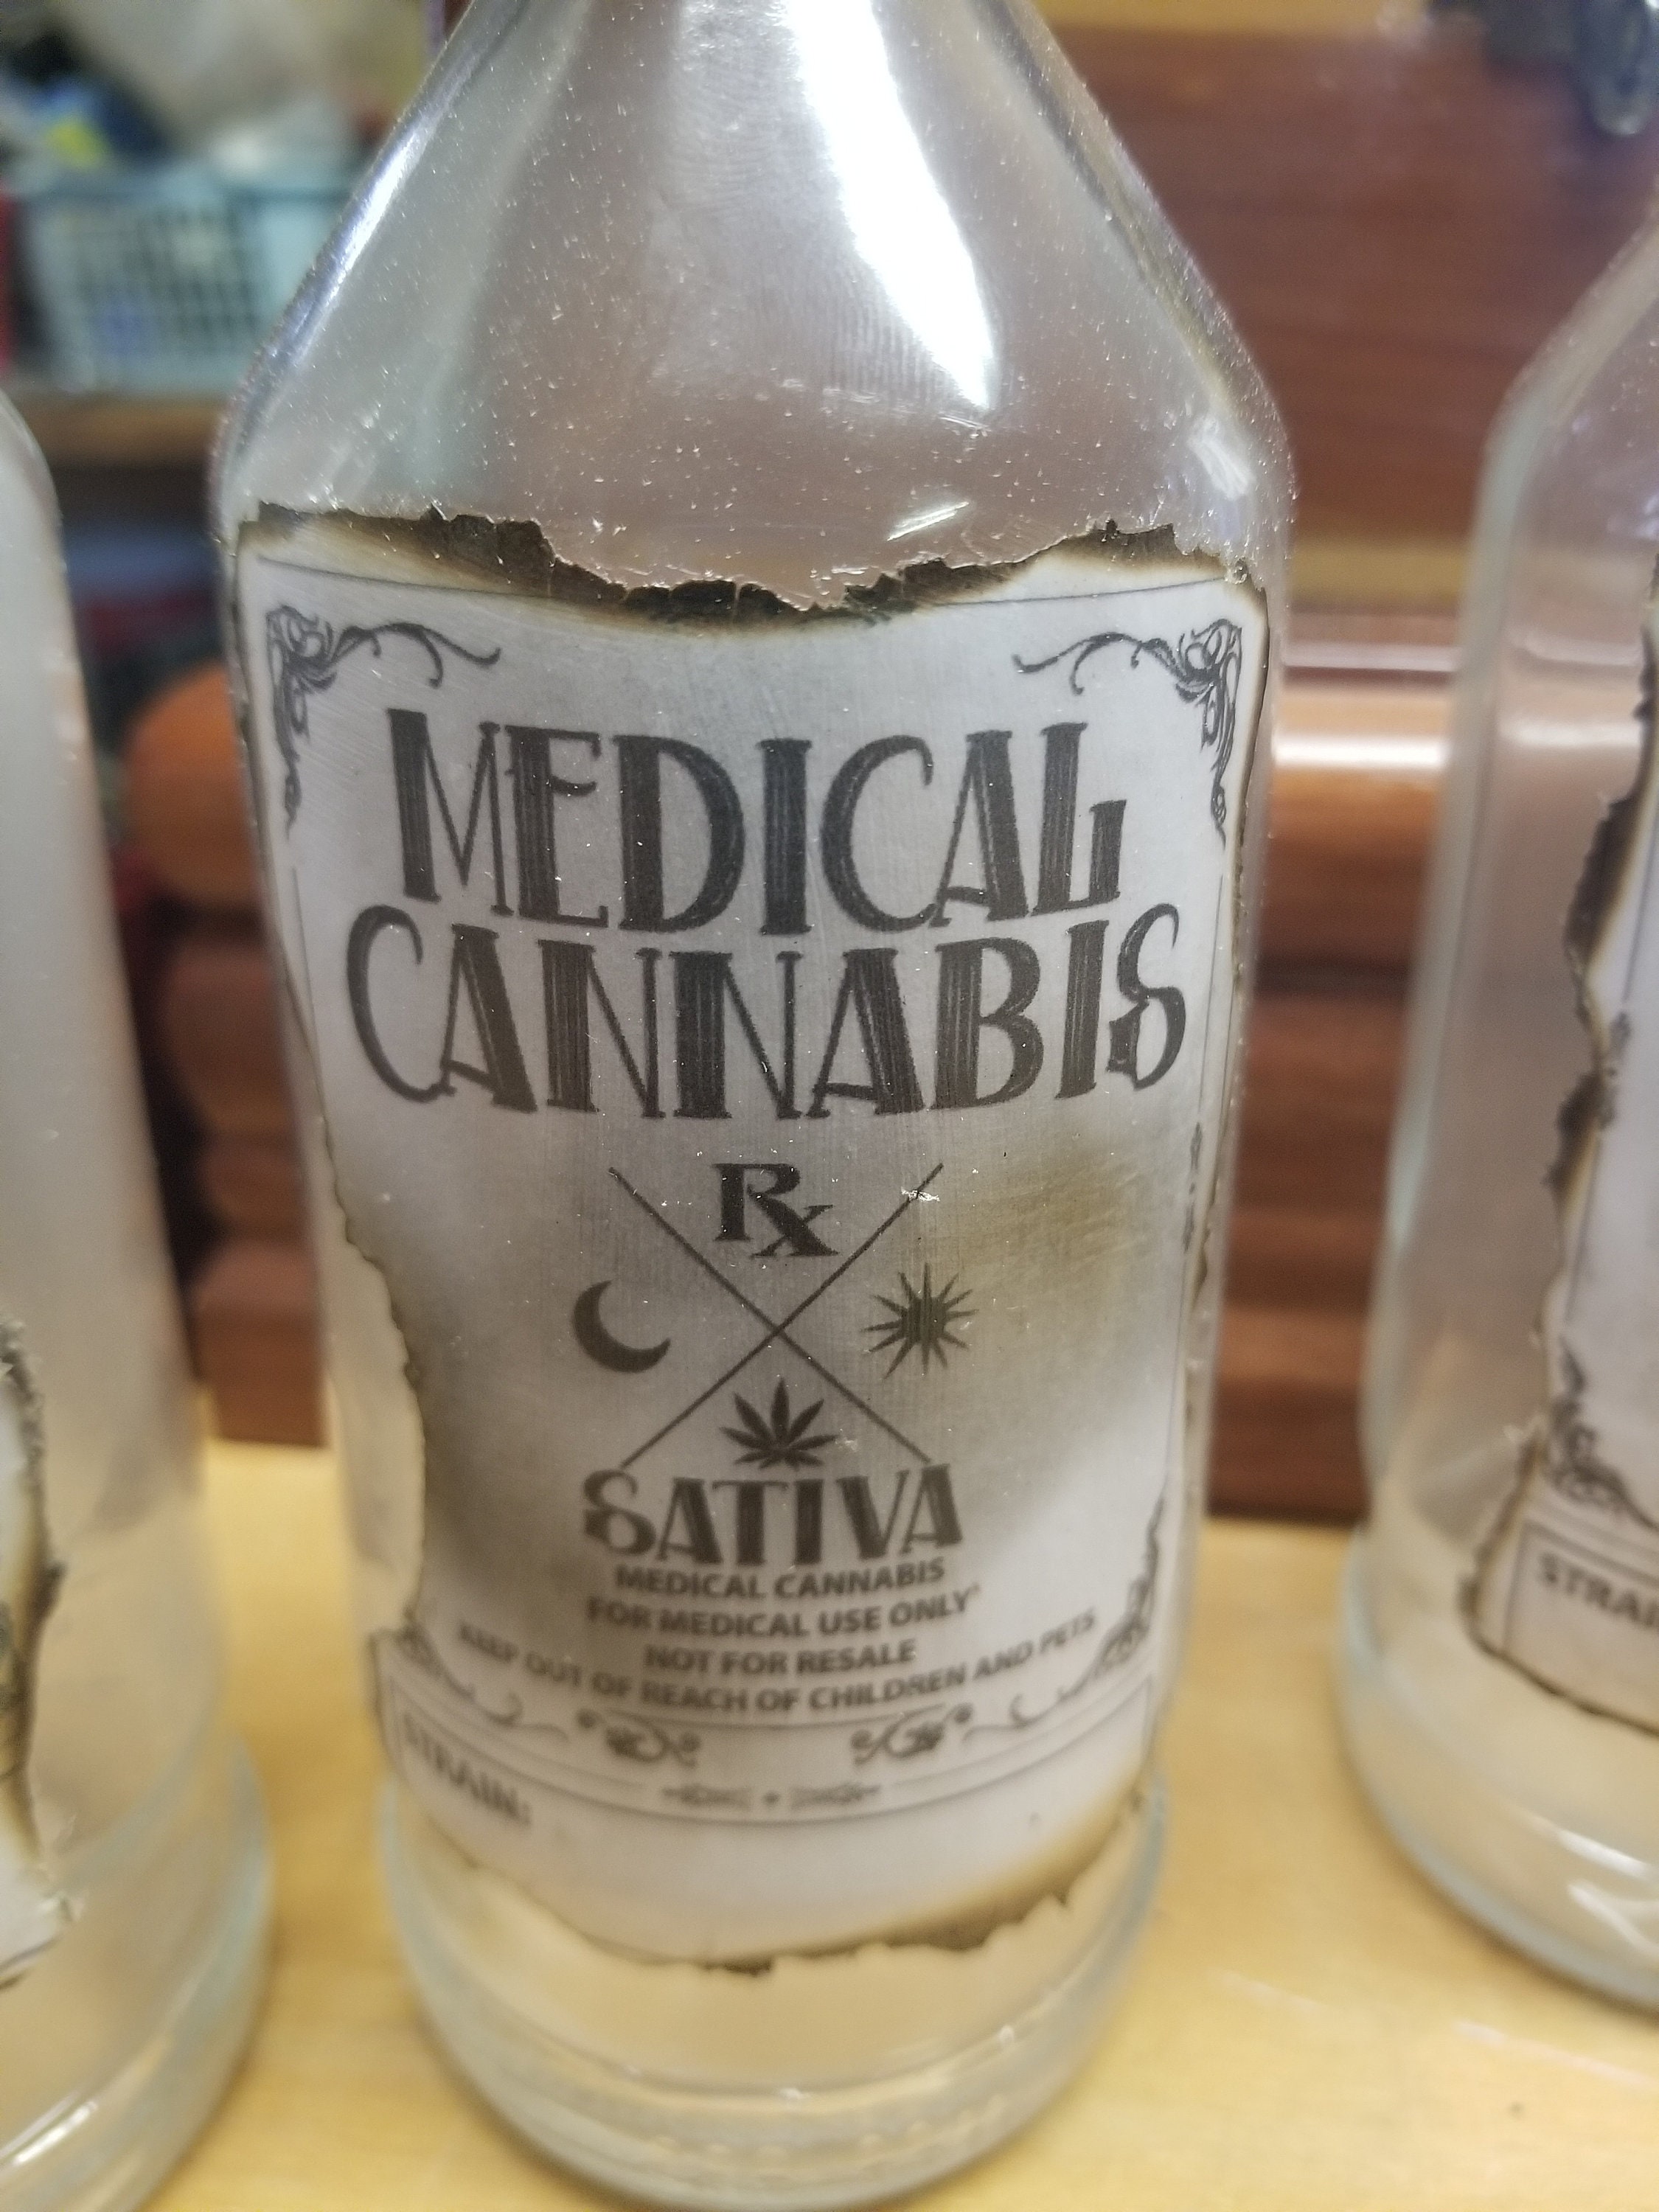 MEDICAL
CANNABIS
Rx
SATIVA
MEDICAL CANNABIS
FOR MEDICAL USE ONLY*
NOT FOR RESALE
KEEP OUT OF REACH OF CHILDREN AND PETS
STRAIN:
STRAI